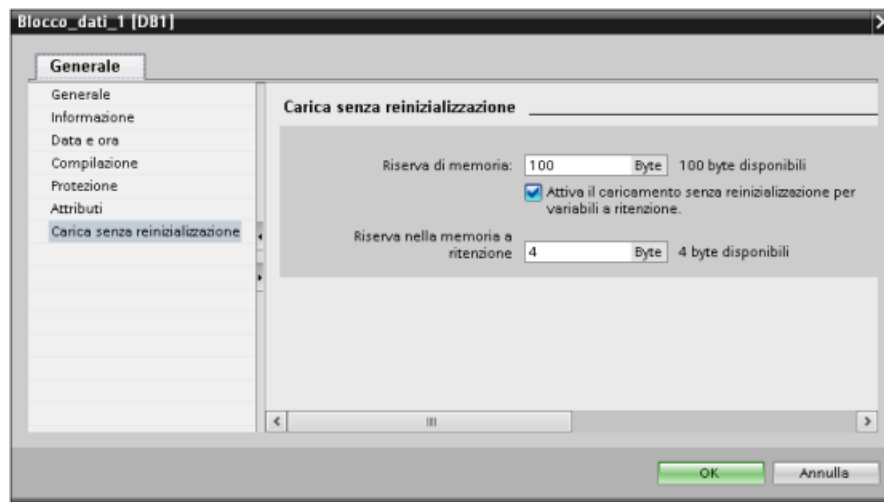 Blocco_dati_1 [DB1]
Generale
Generale
Informazione
Data e ora
Compilazione
Protezione
Attributi
Carica senza reinizializzazione
Carica senza reinizializzazione
Riserva di memoria: 100 Byte 100 byte disponibili
Attiva il caricamento senza reinizializzazione per
variabili a ritenzione.
Riserva nella memoria a
ritenzione 4 Byte 4 byte disponibili
OK Annulla